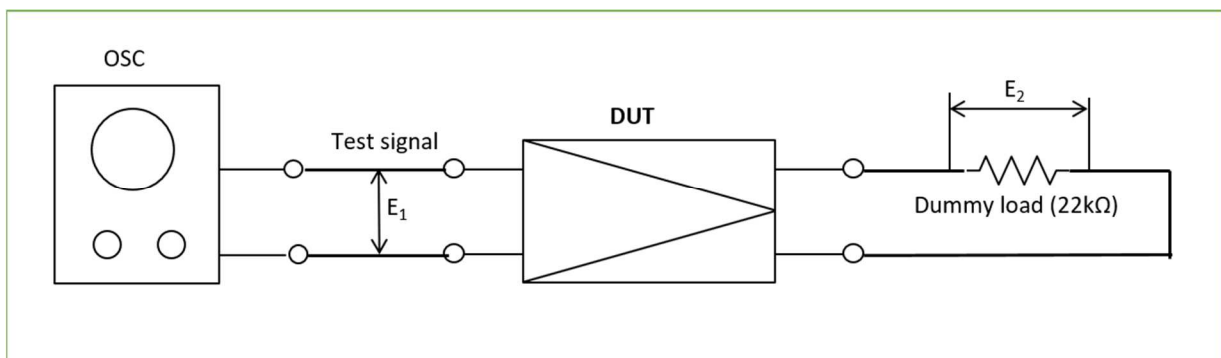 OSC
Test signal
E₁
DUT
E₂
Dummy load (22kΩ)